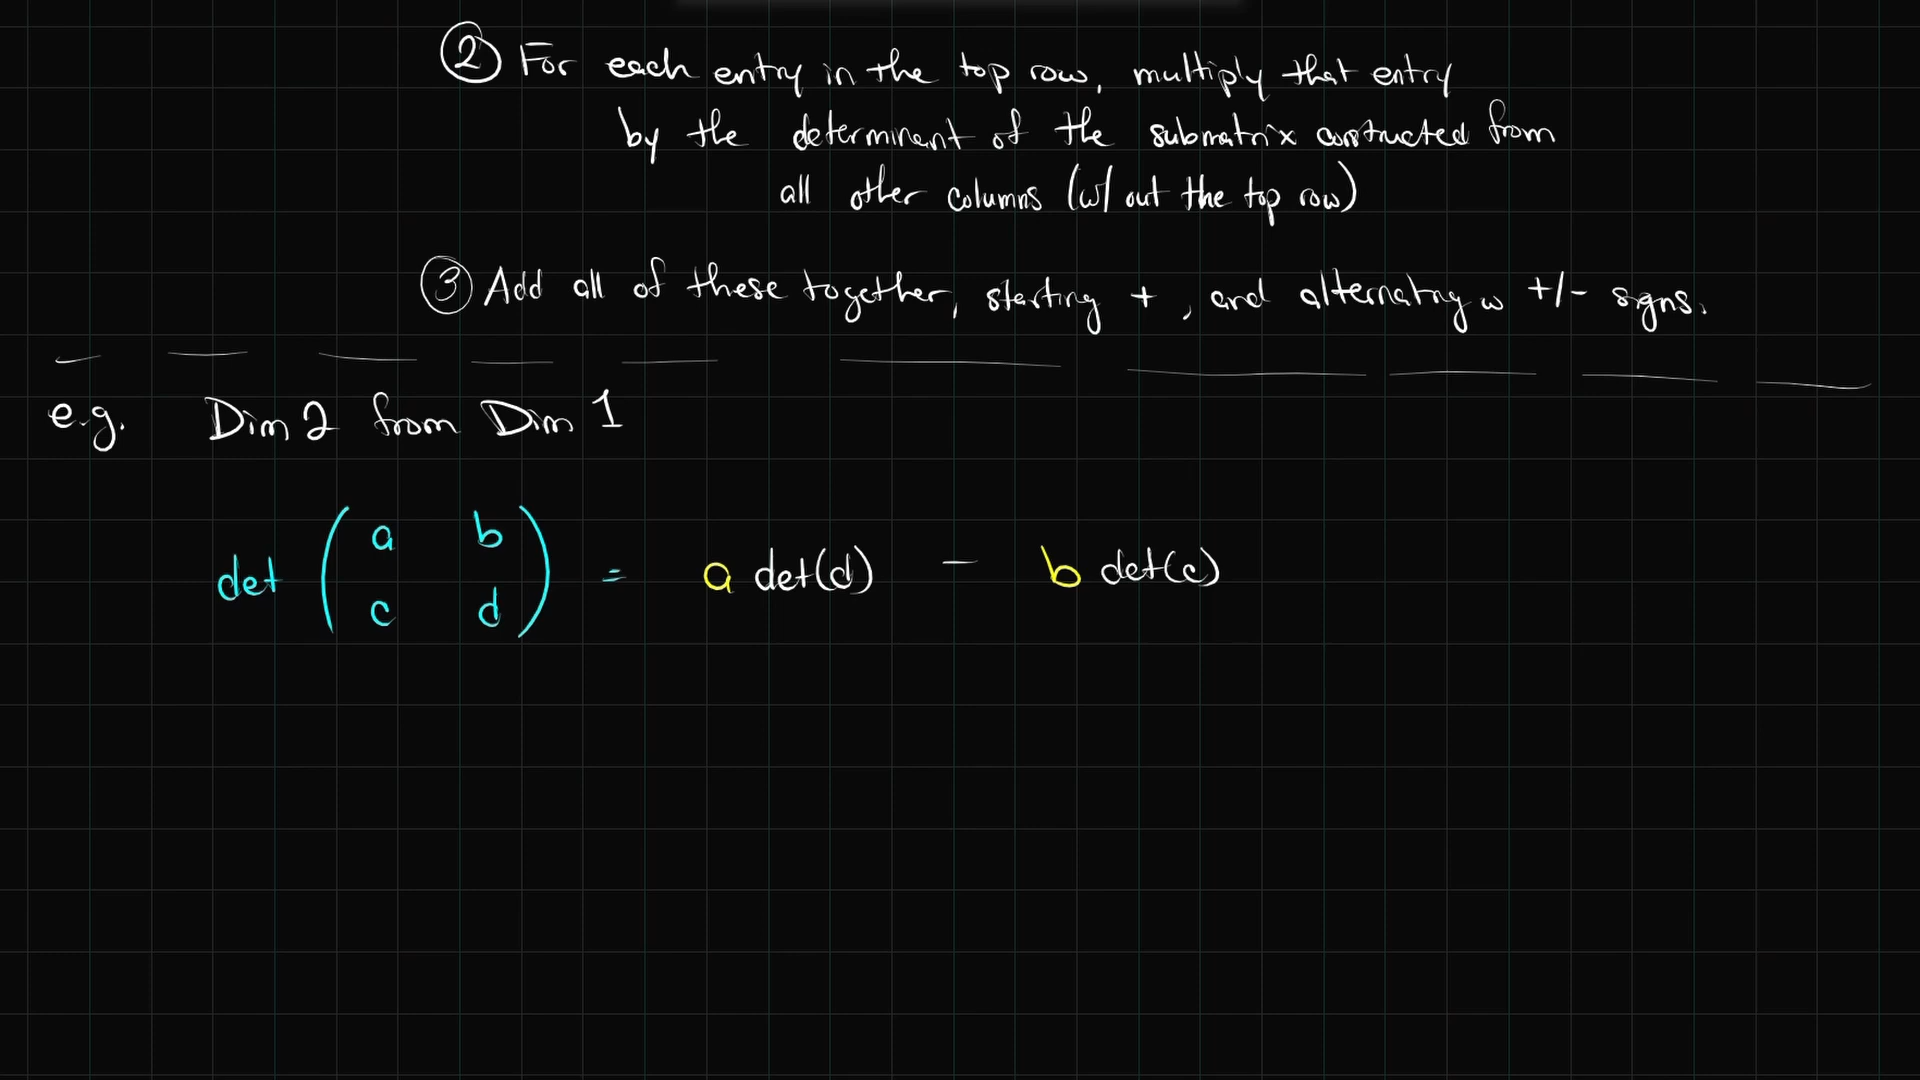 ② For each entry in the top row, multiply that entry
by the determinant of the submatrix constructed from
all other columns (w/out the top row)
③ Add all of these together, starting +, and alternating w +/- signs.
e.g. Dim 2 from Dim 1
det ( a b
c d ) = a det(d) - b det(c)